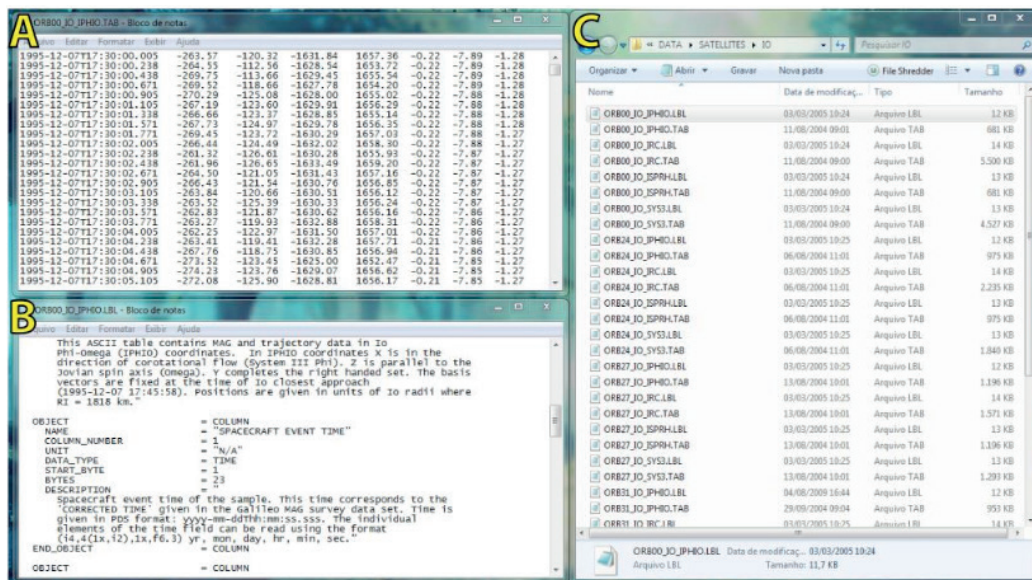 A
ORB00_IO_IPHIO.TAB - Bloco de notas
Arquivo Editar Formatar Exibir Ajuda
1995-12-07T17:30:00.005 -263.57 -120.32 -1631.84 1657.36 -0.22 -7.89 -1.28
1995-12-07T17:30:00.238 -264.55 -112.56 -1628.54 1653.72 -0.22 -7.89 -1.28
1995-12-07T17:30:00.438 -269.75 -113.66 -1629.45 1655.54 -0.22 -7.89 -1.28
1995-12-07T17:30:00.671 -269.52 -118.66 -1627.78 1654.20 -0.22 -7.89 -1.28
1995-12-07T17:30:00.905 -270.29 -125.08 -1628.00 1655.02 -0.22 -7.88 -1.28
1995-12-07T17:30:01.105 -267.19 -123.60 -1629.91 1656.29 -0.22 -7.88 -1.28
1995-12-07T17:30:01.338 -266.66 -123.37 -1628.85 1655.14 -0.22 -7.88 -1.28
1995-12-07T17:30:01.571 -267.73 -124.97 -1629.78 1656.35 -0.22 -7.88 -1.28
1995-12-07T17:30:01.771 -269.45 -123.72 -1630.29 1657.03 -0.22 -7.88 -1.27
1995-12-07T17:30:02.005 -266.44 -124.49 -1632.02 1658.30 -0.22 -7.88 -1.27
1995-12-07T17:30:02.238 -261.32 -126.61 -1630.28 1655.93 -0.22 -7.87 -1.27
1995-12-07T17:30:02.438 -261.96 -126.65 -1633.49 1659.20 -0.22 -7.87 -1.27
1995-12-07T17:30:02.671 -264.50 -121.05 -1631.43 1657.16 -0.22 -7.87 -1.27
1995-12-07T17:30:02.905 -266.43 -121.54 -1630.76 1656.85 -0.22 -7.87 -1.27
1995-12-07T17:30:03.105 -263.84 -120.66 -1630.51 1656.12 -0.22 -7.87 -1.27
1995-12-07T17:30:03.338 -263.52 -125.39 -1630.33 1656.24 -0.22 -7.87 -1.27
1995-12-07T17:30:03.571 -262.83 -121.87 -1630.62 1656.16 -0.22 -7.86 -1.27
1995-12-07T17:30:03.771 -263.27 -119.93 -1632.88 1658.31 -0.22 -7.86 -1.27
1995-12-07T17:30:04.005 -262.25 -122.97 -1631.50 1657.01 -0.22 -7.86 -1.27
1995-12-07T17:30:04.238 -263.41 -119.41 -1632.28 1657.71 -0.21 -7.86 -1.27
1995-12-07T17:30:04.438 -267.76 -118.75 -1630.85 1656.94 -0.21 -7.86 -1.27
1995-12-07T17:30:04.671 -273.52 -123.45 -1625.00 1652.47 -0.21 -7.85 -1.27
1995-12-07T17:30:04.905 -274.23 -123.76 -1629.07 1656.62 -0.21 -7.85 -1.27
1995-12-07T17:30:05.105 -272.08 -125.90 -1628.81 1656.17 -0.21 -7.85 -1.27
B
ORB00_IO_IPHIO.LBL - Bloco de notas
Arquivo Editar Formatar Exibir Ajuda
This ASCII table contains MAG and trajectory data in Io
Phi-Omega (IPHIO) coordinates. In IPHIO coordinates X is in the
direction of corotational flow (System III Phi). Z is parallel to the
Jovian spin axis (Omega). Y completes the right handed set. The basis
vectors are fixed at the time of Io closest approach
(1995-12-07 17:45:58). Positions are given in units of Io radii where
RI = 1818 km."
OBJECT = COLUMN
NAME = "SPACECRAFT EVENT TIME"
COLUMN_NUMBER = 1
UNIT = "N/A"
DATA_TYPE = TIME
START_BYTE = 1
BYTES = 23
DESCRIPTION = "
Spacecraft event time of the sample. This time corresponds to the
'CORRECTED TIME' given in the Galileo MAG survey data set. Time is
given in PDS format: yyyy-mm-ddThh:mm:ss.sss. The individual
elements of the time field can be read using the format
(i4,4(1x,i2),1x,f6.3) yr, mon, day, hr, min, sec."
END_OBJECT = COLUMN
OBJECT = COLUMN
C
« DATA ▸ SATELLITES ▸ IO Pesquisar IO
Organizar Abrir Gravar Nova pasta File Shredder
Nome Data de modificaç... Tipo Tamanho
ORB00_IO_IPHIO.LBL 03/03/2005 10:24 Arquivo LBL 12 KB
ORB00_IO_IPHIO.TAB 11/08/2004 09:01 Arquivo TAB 681 KB
ORB00_IO_IRC.LBL 03/03/2005 10:24 Arquivo LBL 14 KB
ORB00_IO_IRC.TAB 11/08/2004 09:00 Arquivo TAB 5.500 KB
ORB00_IO_ISPRH.LBL 03/03/2005 10:24 Arquivo LBL 13 KB
ORB00_IO_ISPRH.TAB 11/08/2004 09:00 Arquivo TAB 681 KB
ORB00_IO_SYS3.LBL 03/03/2005 10:24 Arquivo LBL 13 KB
ORB00_IO_SYS3.TAB 11/08/2004 09:00 Arquivo TAB 4.527 KB
ORB24_IO_IPHIO.LBL 03/03/2005 10:25 Arquivo LBL 12 KB
ORB24_IO_IPHIO.TAB 06/08/2004 11:01 Arquivo TAB 975 KB
ORB24_IO_IRC.LBL 03/03/2005 10:25 Arquivo LBL 14 KB
ORB24_IO_IRC.TAB 06/08/2004 11:01 Arquivo TAB 2.235 KB
ORB24_IO_ISPRH.LBL 03/03/2005 10:25 Arquivo LBL 13 KB
ORB24_IO_ISPRH.TAB 06/08/2004 11:01 Arquivo TAB 975 KB
ORB24_IO_SYS3.LBL 03/03/2005 10:25 Arquivo LBL 13 KB
ORB24_IO_SYS3.TAB 06/08/2004 11:01 Arquivo TAB 1.840 KB
ORB27_IO_IPHIO.LBL 03/03/2005 10:25 Arquivo LBL 12 KB
ORB27_IO_IPHIO.TAB 13/08/2004 10:01 Arquivo TAB 1.196 KB
ORB27_IO_IRC.LBL 03/03/2005 10:25 Arquivo LBL 14 KB
ORB27_IO_IRC.TAB 13/08/2004 10:01 Arquivo TAB 1.571 KB
ORB27_IO_ISPRH.LBL 03/03/2005 10:25 Arquivo LBL 13 KB
ORB27_IO_ISPRH.TAB 13/08/2004 10:01 Arquivo TAB 1.196 KB
ORB27_IO_SYS3.LBL 03/03/2005 10:25 Arquivo LBL 13 KB
ORB27_IO_SYS3.TAB 13/08/2004 10:01 Arquivo TAB 1.293 KB
ORB31_IO_IPHIO.LBL 04/08/2009 16:44 Arquivo LBL 12 KB
ORB31_IO_IPHIO.TAB 29/09/2004 09:04 Arquivo TAB 953 KB
ORB31_IO_IRC.LBL 03/03/2005 10:25 Arquivo LBL 14 KB
ORB00_IO_IPHIO.LBL Data de modificaç... 03/03/2005 10:24
Arquivo LBL Tamanho: 11,7 KB